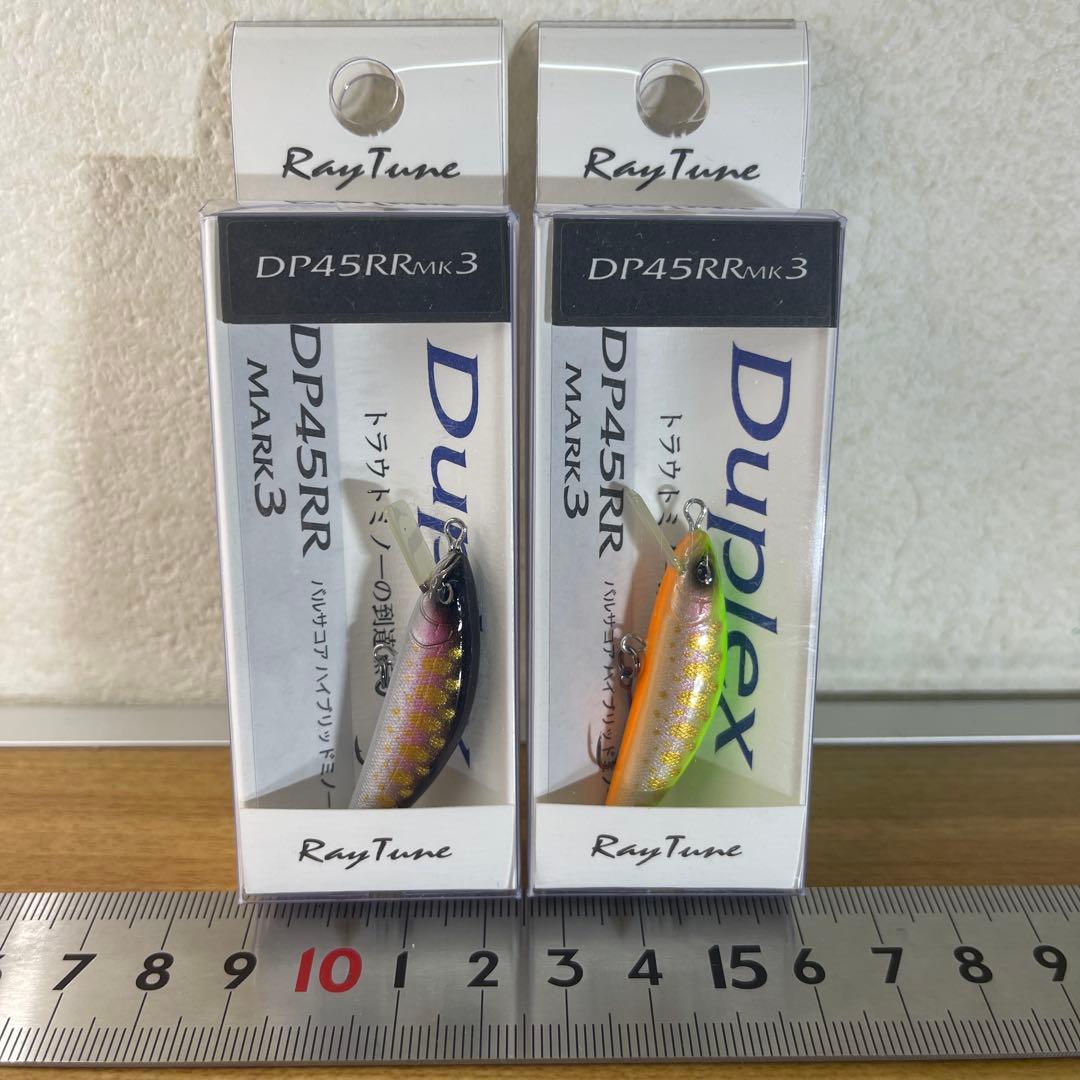 RayTune
DP45RRMK3
Dup
トラウトミノーの到達点
DP45RR
MARK3
バルサコア ハイブリッドミノー
RayTune
RayTune
DP45RRMK3
Duplex
トラウトミ
DP45RR
MARK3
バルサコア ハイブリッドミノ
RayTune
7 8 9 10 1 2 3 4 15 6 7 8 9